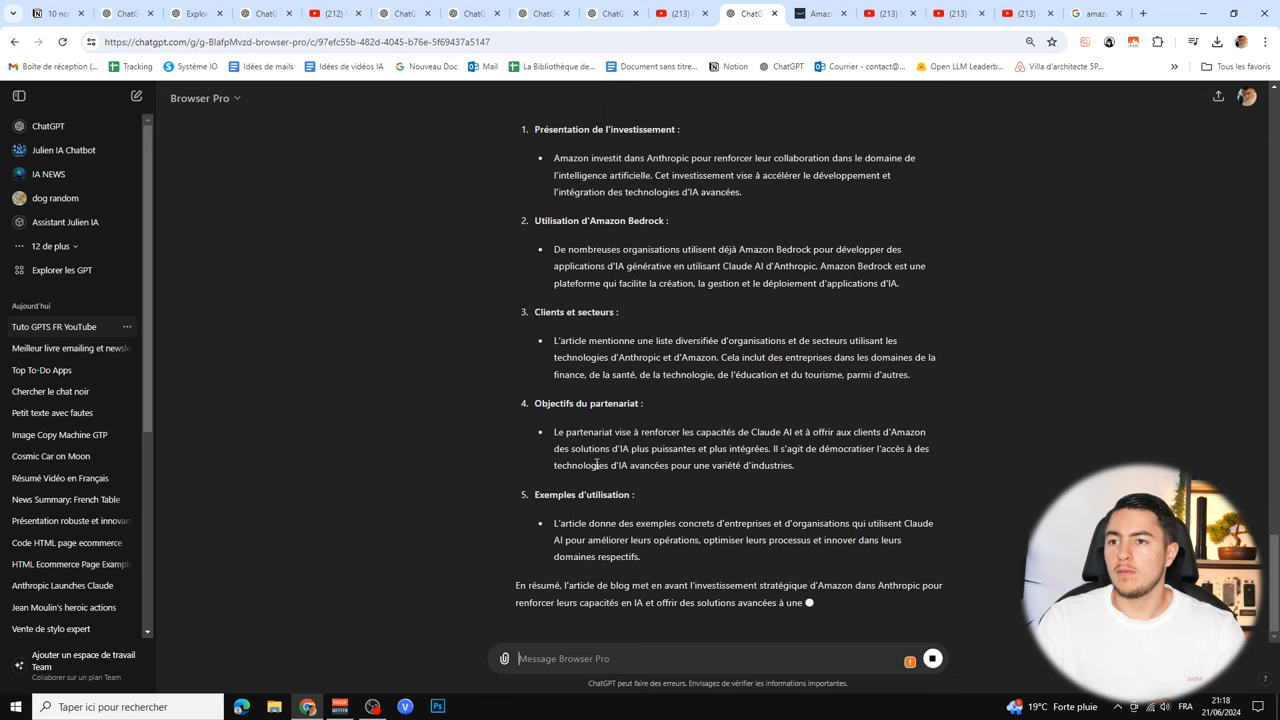 10 no
ChatG
Explor
ChatG
(212)
ChatG
ChatG
ChatG
ChatG
(213)
ChatG
Amaz
(213)
(213)
(213)
amaz
https://chatgpt.com/g/g-BIafpMvzd-browser-pro/c/97efc55b-482d-4045-b76e-5f69437a5147
Boîte de réception (...
Tracking
Système IO
Idées de mails
Idées de vidéos IA
Nouveau Doc
Mail
La Bibliothèque de...
Document sans titre...
Notion
ChatGPT
Courrier - contact@...
Open LLM Leaderb...
Villa d'architecte 5P...
Tous les favoris
Browser Pro
ChatGPT
Julien IA Chatbot
IA NEWS
dog random
Assistant Julien IA
12 de plus
Explorer les GPT
Aujourd'hui
Tuto GPTS FR YouTube
Meilleur livre emailing et newsle
Top To-Do Apps
Chercher le chat noir
Petit texte avec fautes
Image Copy Machine GTP
Cosmic Car on Moon
Résumé Vidéo en Français
News Summary: French Table
Présentation robuste et innovan
Code HTML page ecommerce
HTML Ecommerce Page Example
Anthropic Launches Claude
Jean Moulin's heroic actions
Vente de stylo expert
Ajouter un espace de travail
Team
Collaborer sur un plan Team
1. Présentation de l'investissement :
• Amazon investit dans Anthropic pour renforcer leur collaboration dans le domaine de
l'intelligence artificielle. Cet investissement vise à accélérer le développement et
l'intégration des technologies d'IA avancées.
2. Utilisation d'Amazon Bedrock :
• De nombreuses organisations utilisent déjà Amazon Bedrock pour développer des
applications d'IA générative en utilisant Claude AI d'Anthropic. Amazon Bedrock est une
plateforme qui facilite la création, la gestion et le déploiement d'applications d'IA.
3. Clients et secteurs :
• L'article mentionne une liste diversifiée d'organisations et de secteurs utilisant les
technologies d'Anthropic et d'Amazon. Cela inclut des entreprises dans les domaines de la
finance, de la santé, de la technologie, de l'éducation et du tourisme, parmi d'autres.
4. Objectifs du partenariat :
• Le partenariat vise à renforcer les capacités de Claude AI et à offrir aux clients d'Amazon
des solutions d'IA plus puissantes et plus intégrées. Il s'agit de démocratiser l'accès à des
technologies d'IA avancées pour une variété d'industries.
5. Exemples d'utilisation :
• L'article donne des exemples concrets d'entreprises et d'organisations qui utilisent Claude
AI pour améliorer leurs opérations, optimiser leurs processus et innover dans leurs
domaines respectifs.
En résumé, l'article de blog met en avant l'investissement stratégique d'Amazon dans Anthropic pour
renforcer leurs capacités en IA et offrir des solutions avancées à une
Message Browser Pro
ChatGPT peut faire des erreurs. Envisagez de vérifier les informations importantes.
Taper ici pour rechercher
19°C Forte pluie
FRA
21:18
21/06/2024